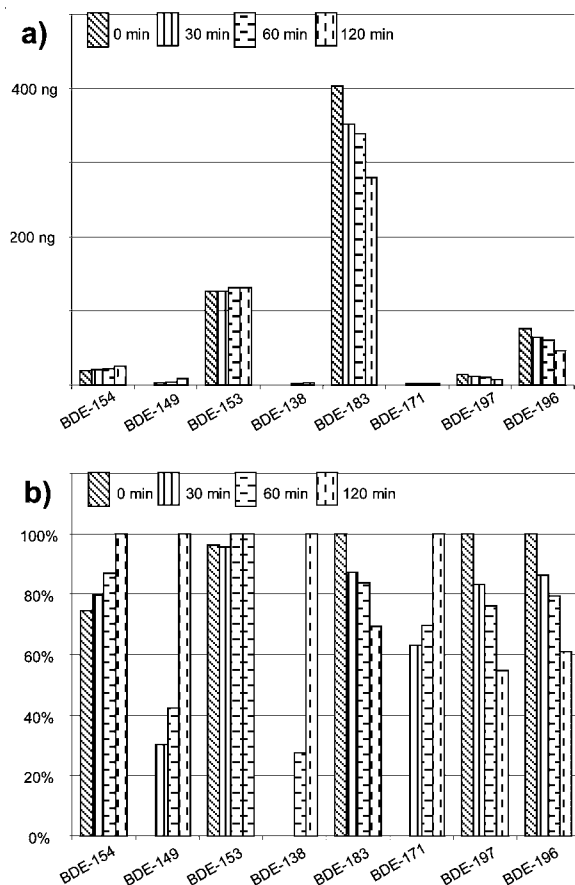 a)
0 min 30 min 60 min 120 min
400 ng
200 ng
BDE-154 BDE-149 BDE-153 BDE-138 BDE-183 BDE-171 BDE-197 BDE-196
b)
0 min 30 min 60 min 120 min
100%
80%
60%
40%
20%
0%
BDE-154 BDE-149 BDE-153 BDE-138 BDE-183 BDE-171 BDE-197 BDE-196